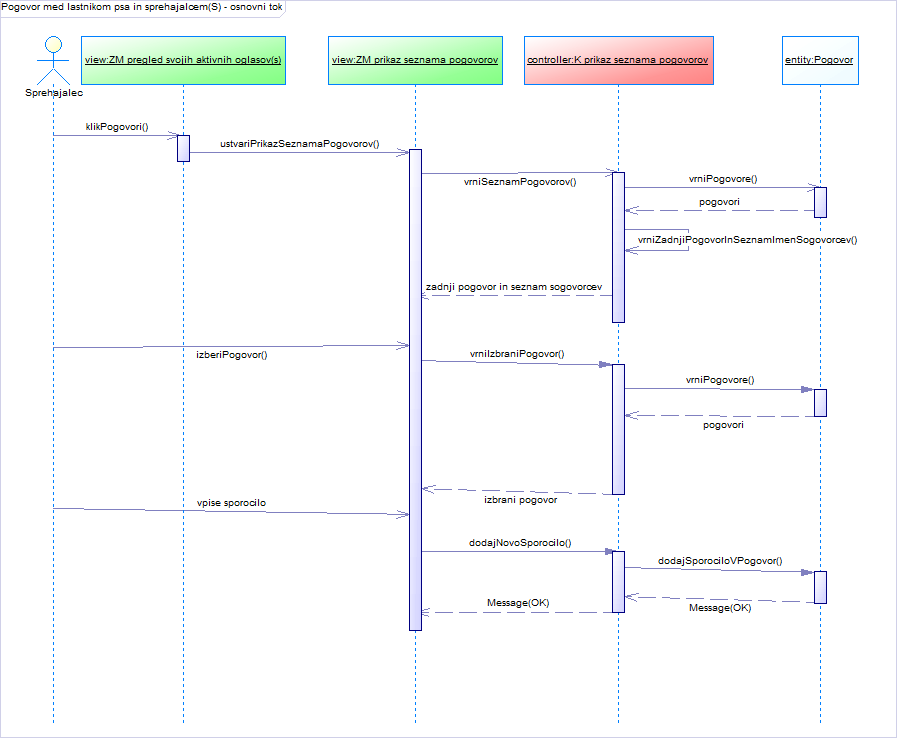 Pogovor med lastnikom psa in sprehajalcem(S) - osnovni tok
view:ZM pregled svojih aktivnih oglasov(s)
view:ZM prikaz seznama pogovorov
controller:K prikaz seznama pogovorov
entity:Pogovor
Sprehajalec
klikPogovori()
ustvariPrikazSeznamaPogovorov()
vrniSeznamPogovorov()
vrniPogovore()
pogovori
vrniZadnjiPogovorInSeznamImenSogovorcev()
zadnji pogovor in seznam sogovorcev
izberiPogovor()
vrniIzbraniPogovor()
vrniPogovore()
pogovori
izbrani pogovor
vpise sporocilo
dodajNovoSporocilo()
dodajSporociloVPogovor()
Message(OK)
Message(OK)